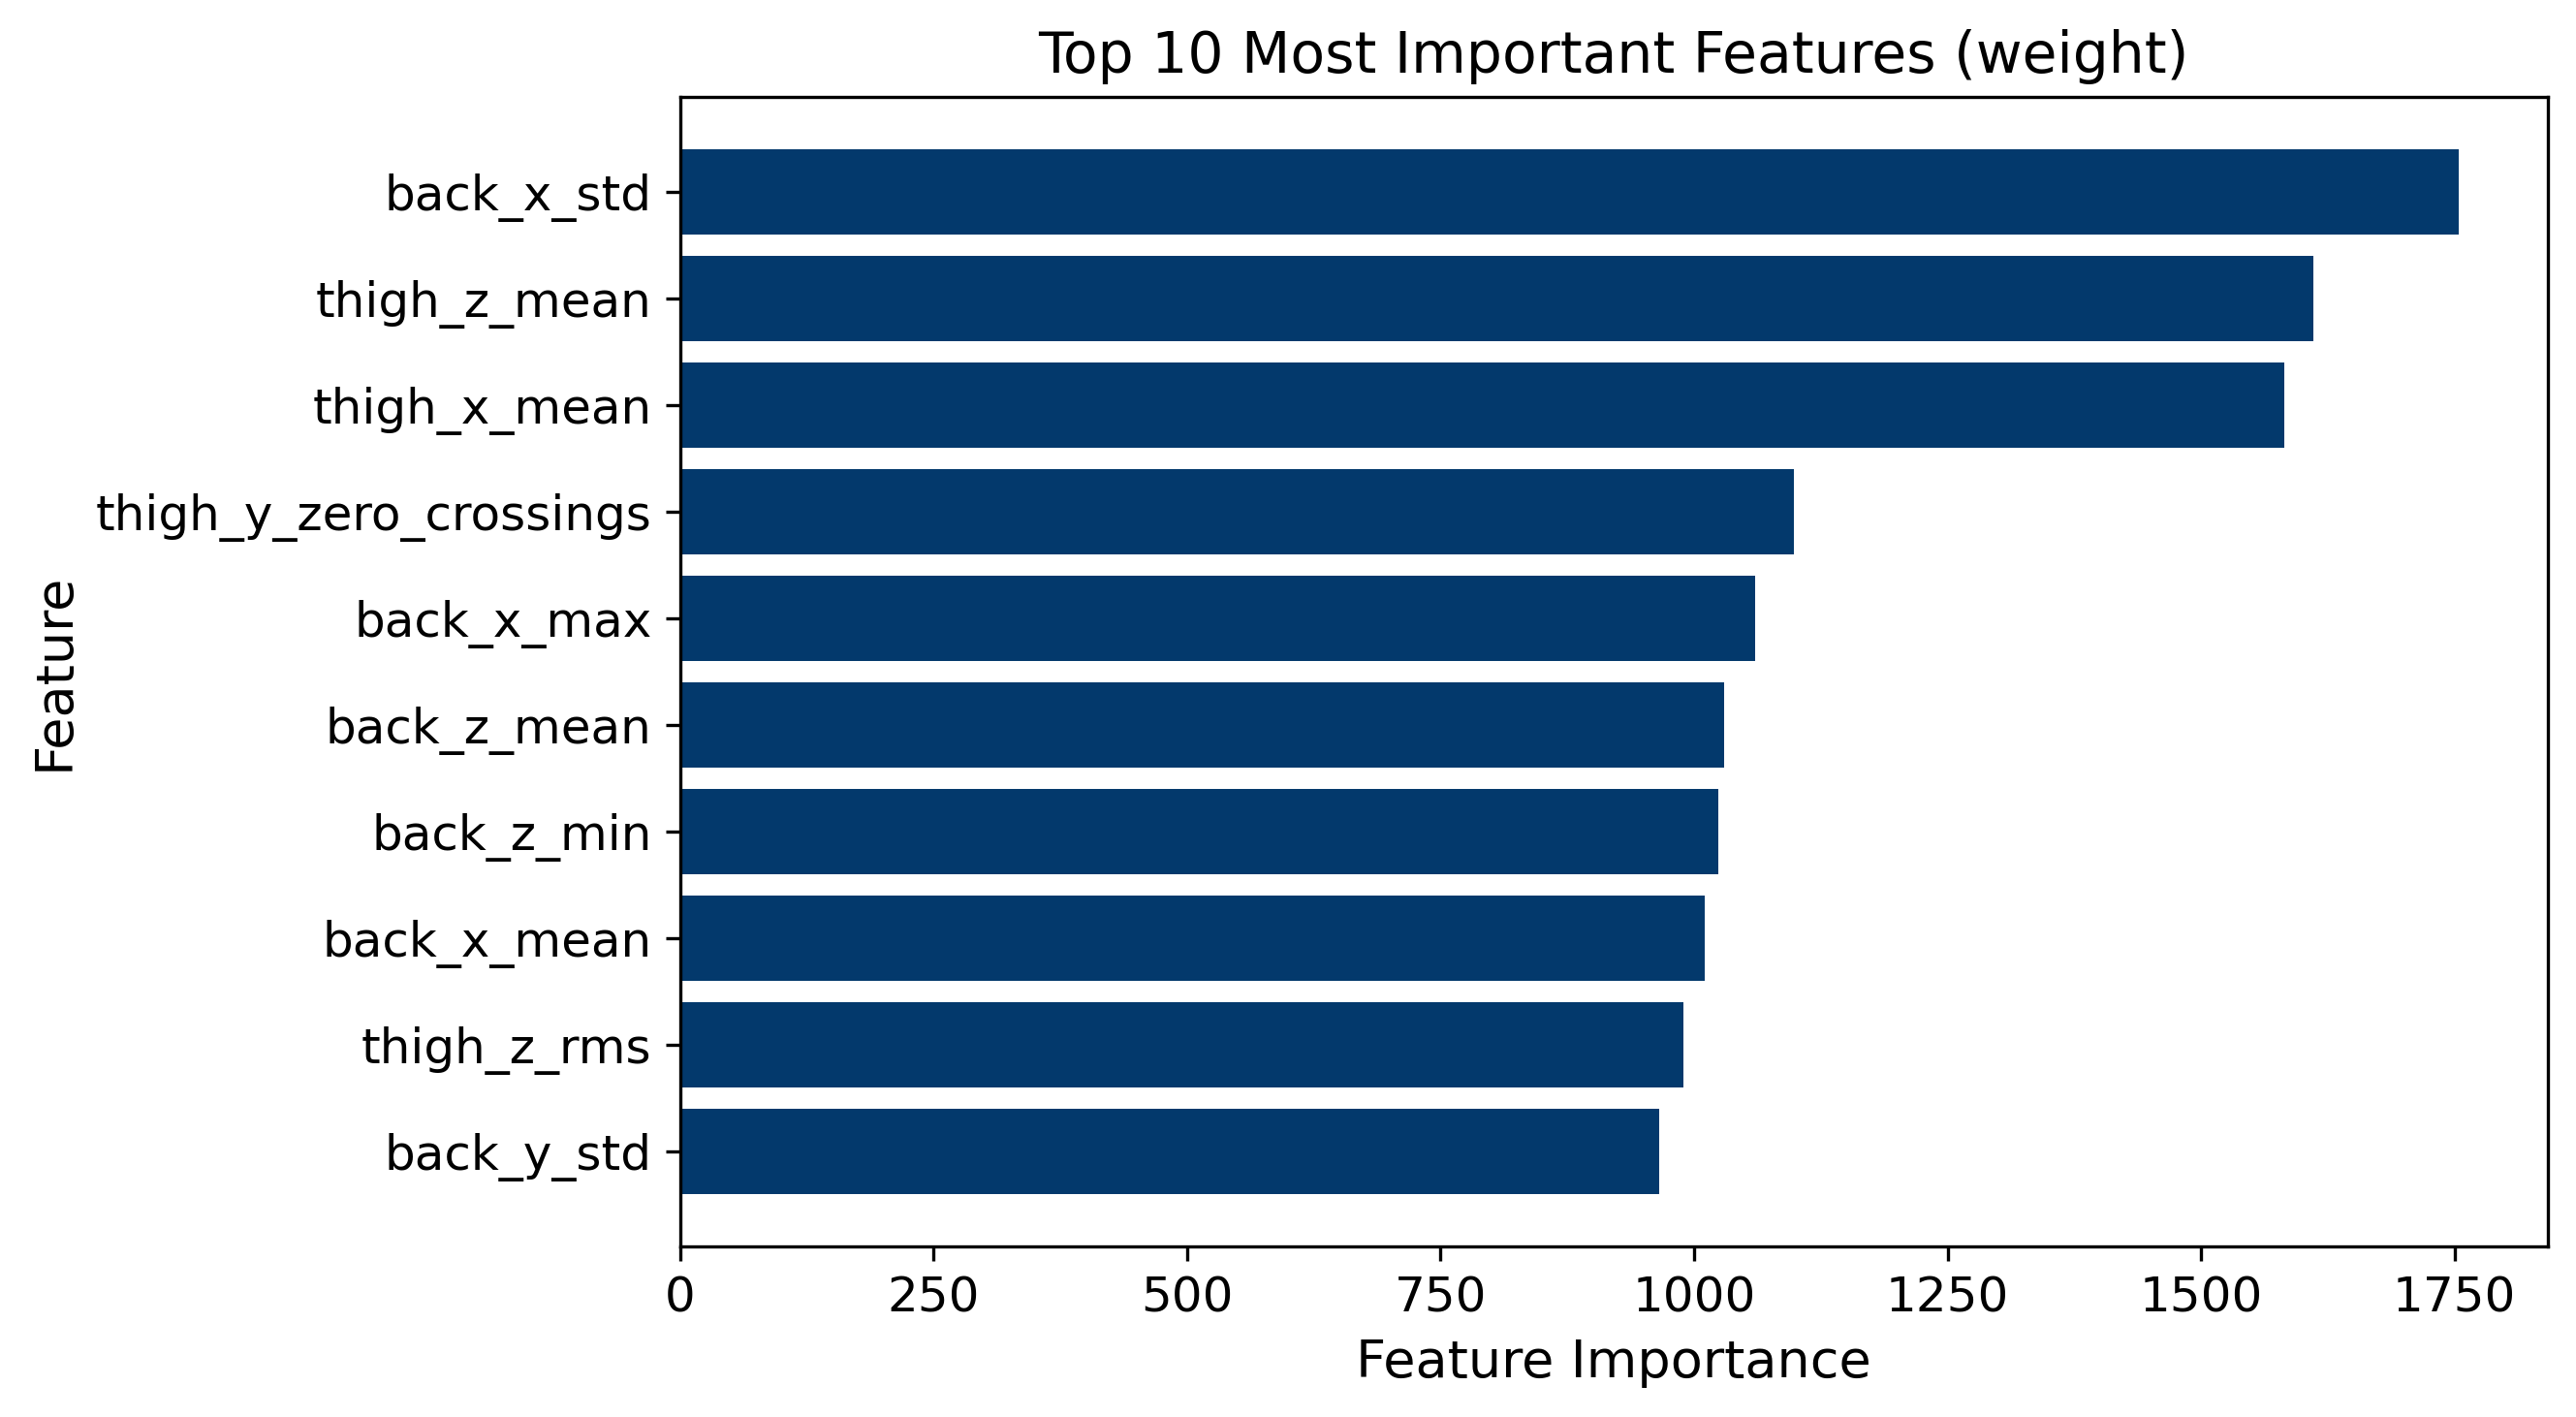 Top 10 Most Important Features (weight)
back_x_std
thigh_z_mean
thigh_x_mean
thigh_y_zero_crossings
back_x_max
back_z_mean
back_z_min
back_x_mean
thigh_z_rms
back_y_std
Feature
0 250 500 750 1000 1250 1500 1750
Feature Importance